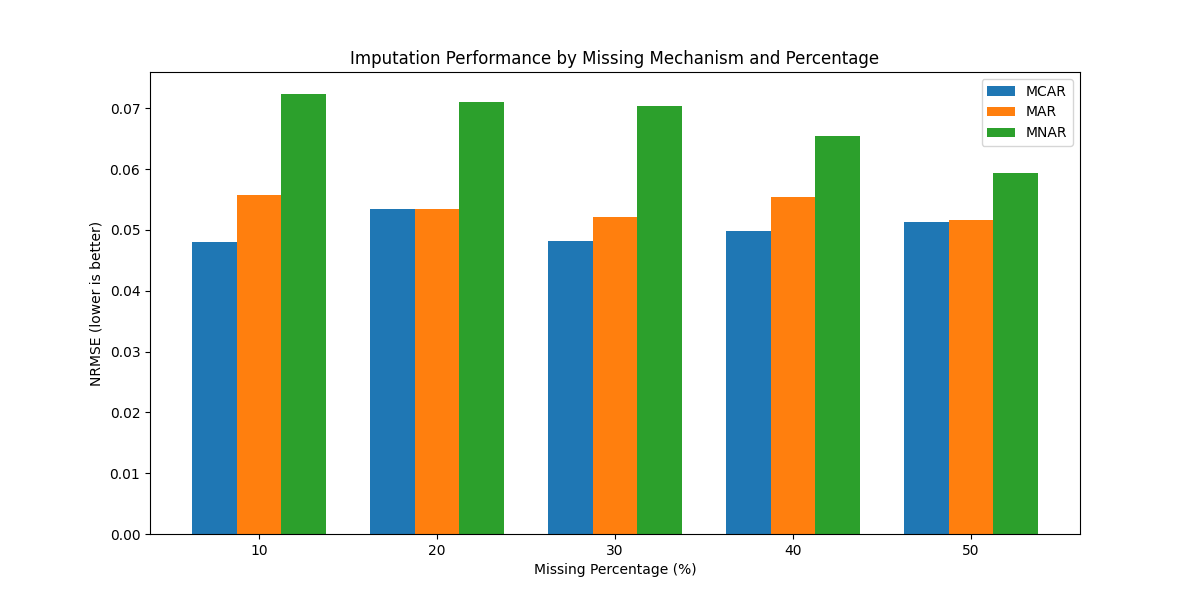 Imputation Performance by Missing Mechanism and Percentage
MCAR
MAR
MNAR
NRMSE (lower is better)
0.07
0.06
0.05
0.04
0.03
0.02
0.01
0.00
10 20 30 40 50
Missing Percentage (%)